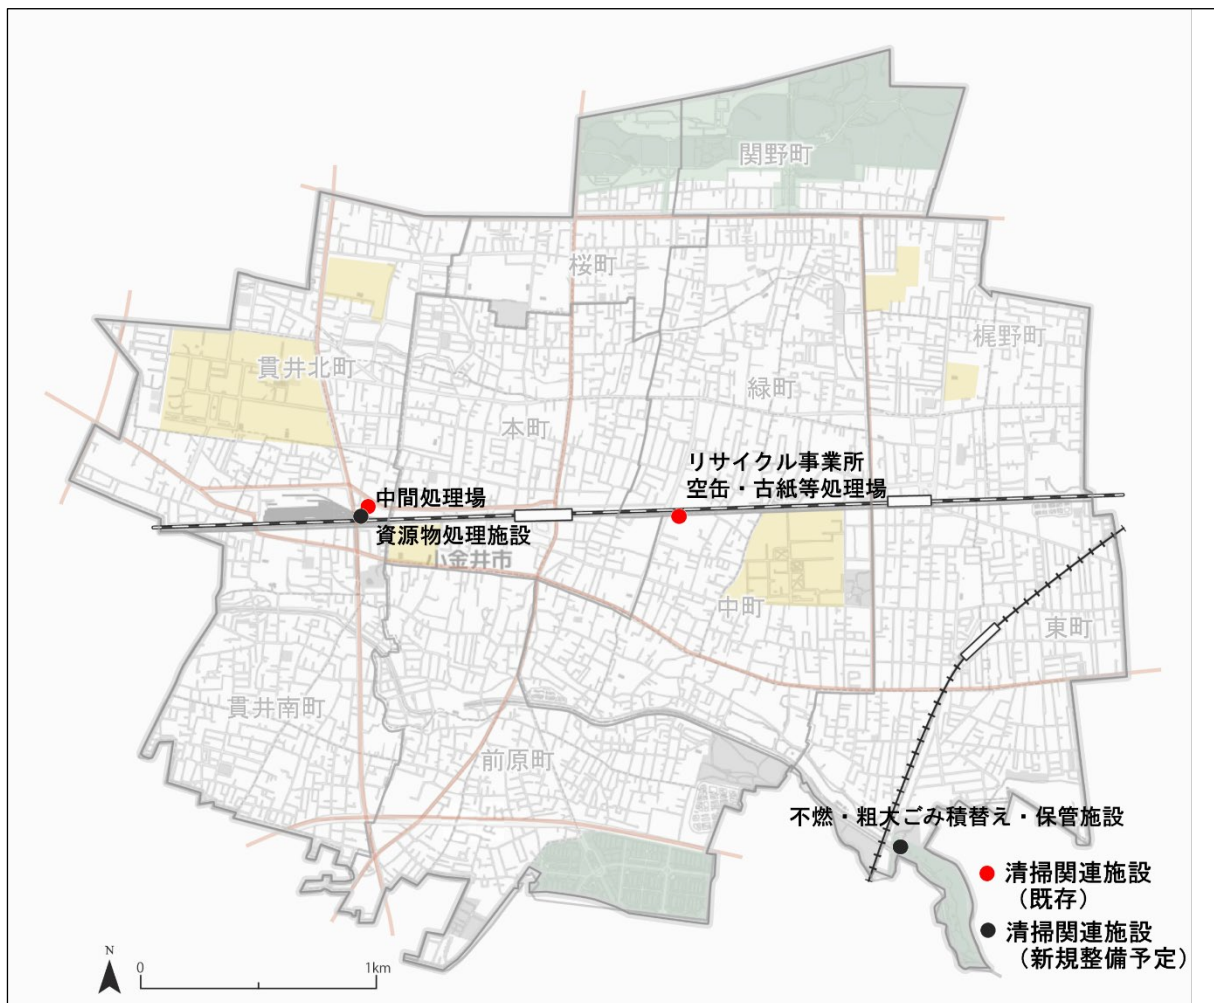 関野町
桜町
梶野町
貫井北町
緑町
本町
リサイクル事業所
空缶・古紙等処理場
中間処理場
資源物処理施設
小金井市
中町
東町
貫井南町
前原町
不燃・粗大ごみ積替え・保管施設
清掃関連施設
（既存）
清掃関連施設
（新規整備予定）
N
0 1km